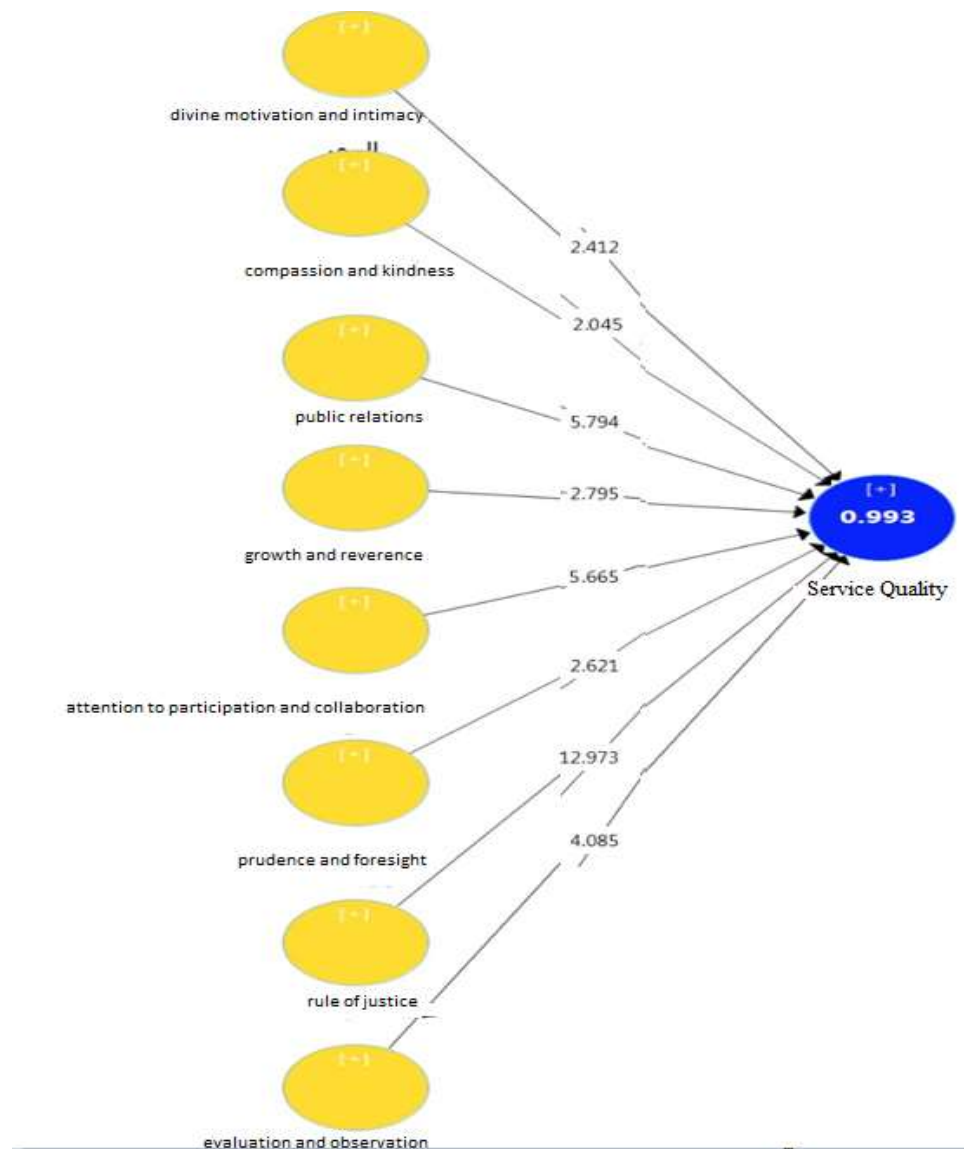 [+]
divine motivation and intimacy
[+]
compassion and kindness
[+]
public relations
[+]
growth and reverence
[+]
attention to participation and collaboration
[+]
prudence and foresight
[+]
rule of justice
[+]
evaluation and observation
2.412
2.045
5.794
2.795
5.665
2.621
12.973
4.085
[+]
0.993
Service Quality